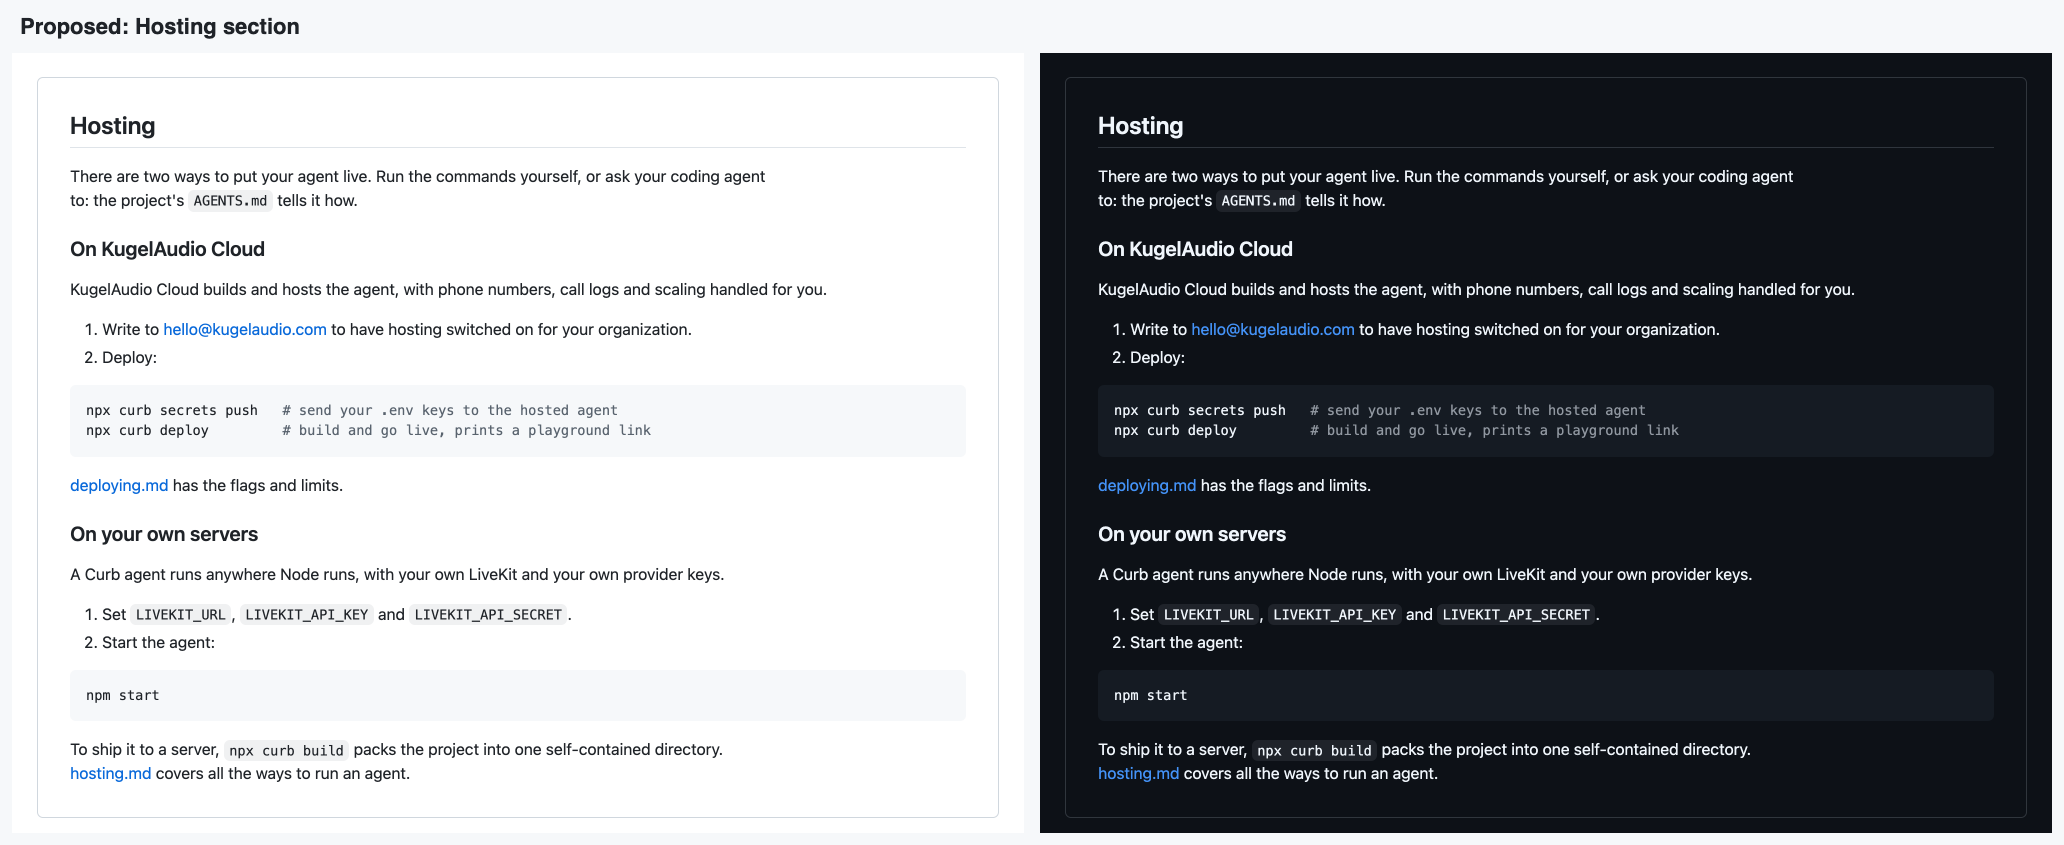 Proposed: Hosting section
Hosting
There are two ways to put your agent live. Run the commands yourself, or ask your coding agent
to: the project's AGENTS.md tells it how.
On KugelAudio Cloud
KugelAudio Cloud builds and hosts the agent, with phone numbers, call logs and scaling handled for you.
1. Write to hello@kugelaudio.com to have hosting switched on for your organization.
2. Deploy:
npx curb secrets push   # send your .env keys to the hosted agent
npx curb deploy         # build and go live, prints a playground link
deploying.md has the flags and limits.
On your own servers
A Curb agent runs anywhere Node runs, with your own LiveKit and your own provider keys.
1. Set LIVEKIT_URL, LIVEKIT_API_KEY and LIVEKIT_API_SECRET.
2. Start the agent:
npm start
To ship it to a server, npx curb build packs the project into one self-contained directory.
hosting.md covers all the ways to run an agent.
Hosting
There are two ways to put your agent live. Run the commands yourself, or ask your coding agent
to: the project's AGENTS.md tells it how.
On KugelAudio Cloud
KugelAudio Cloud builds and hosts the agent, with phone numbers, call logs and scaling handled for you.
1. Write to hello@kugelaudio.com to have hosting switched on for your organization.
2. Deploy:
npx curb secrets push   # send your .env keys to the hosted agent
npx curb deploy         # build and go live, prints a playground link
deploying.md has the flags and limits.
On your own servers
A Curb agent runs anywhere Node runs, with your own LiveKit and your own provider keys.
1. Set LIVEKIT_URL, LIVEKIT_API_KEY and LIVEKIT_API_SECRET.
2. Start the agent:
npm start
To ship it to a server, npx curb build packs the project into one self-contained directory.
hosting.md covers all the ways to run an agent.